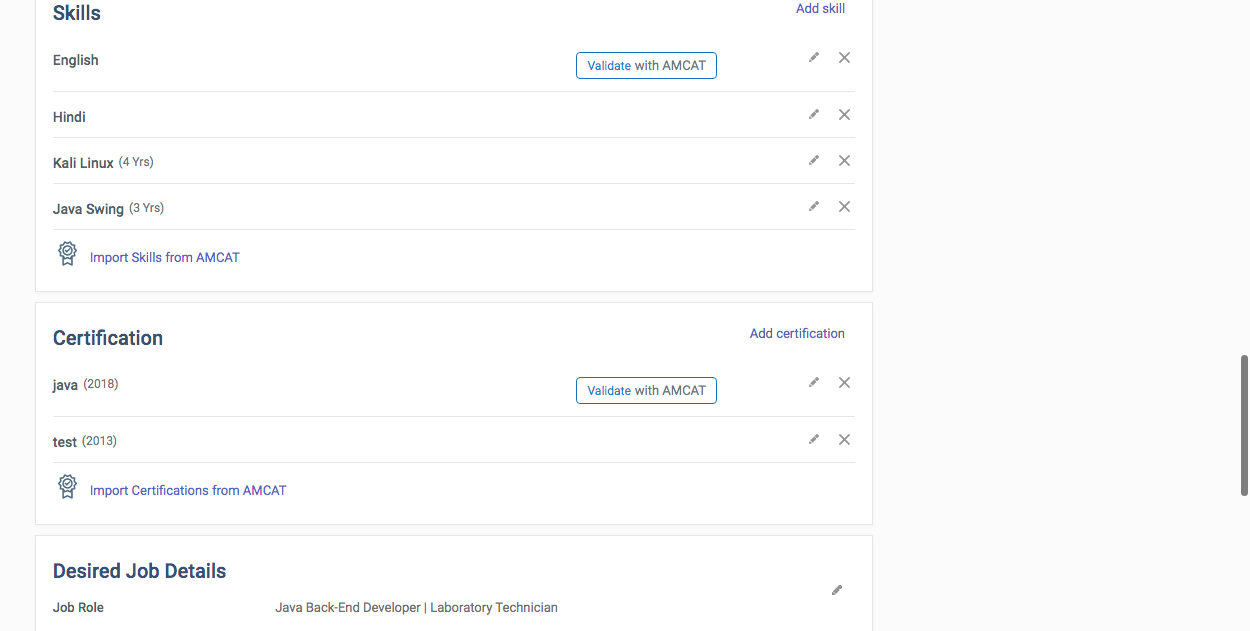 Skills
Add skill
English
Validate with AMCAT
Hindi
Kali Linux (4 Yrs)
Java Swing (3 Yrs)
Import Skills from AMCAT
Certification
Add certification
java (2018)
Validate with AMCAT
test (2013)
Import Certifications from AMCAT
Desired Job Details
Job Role
Java Back-End Developer | Laboratory Technician